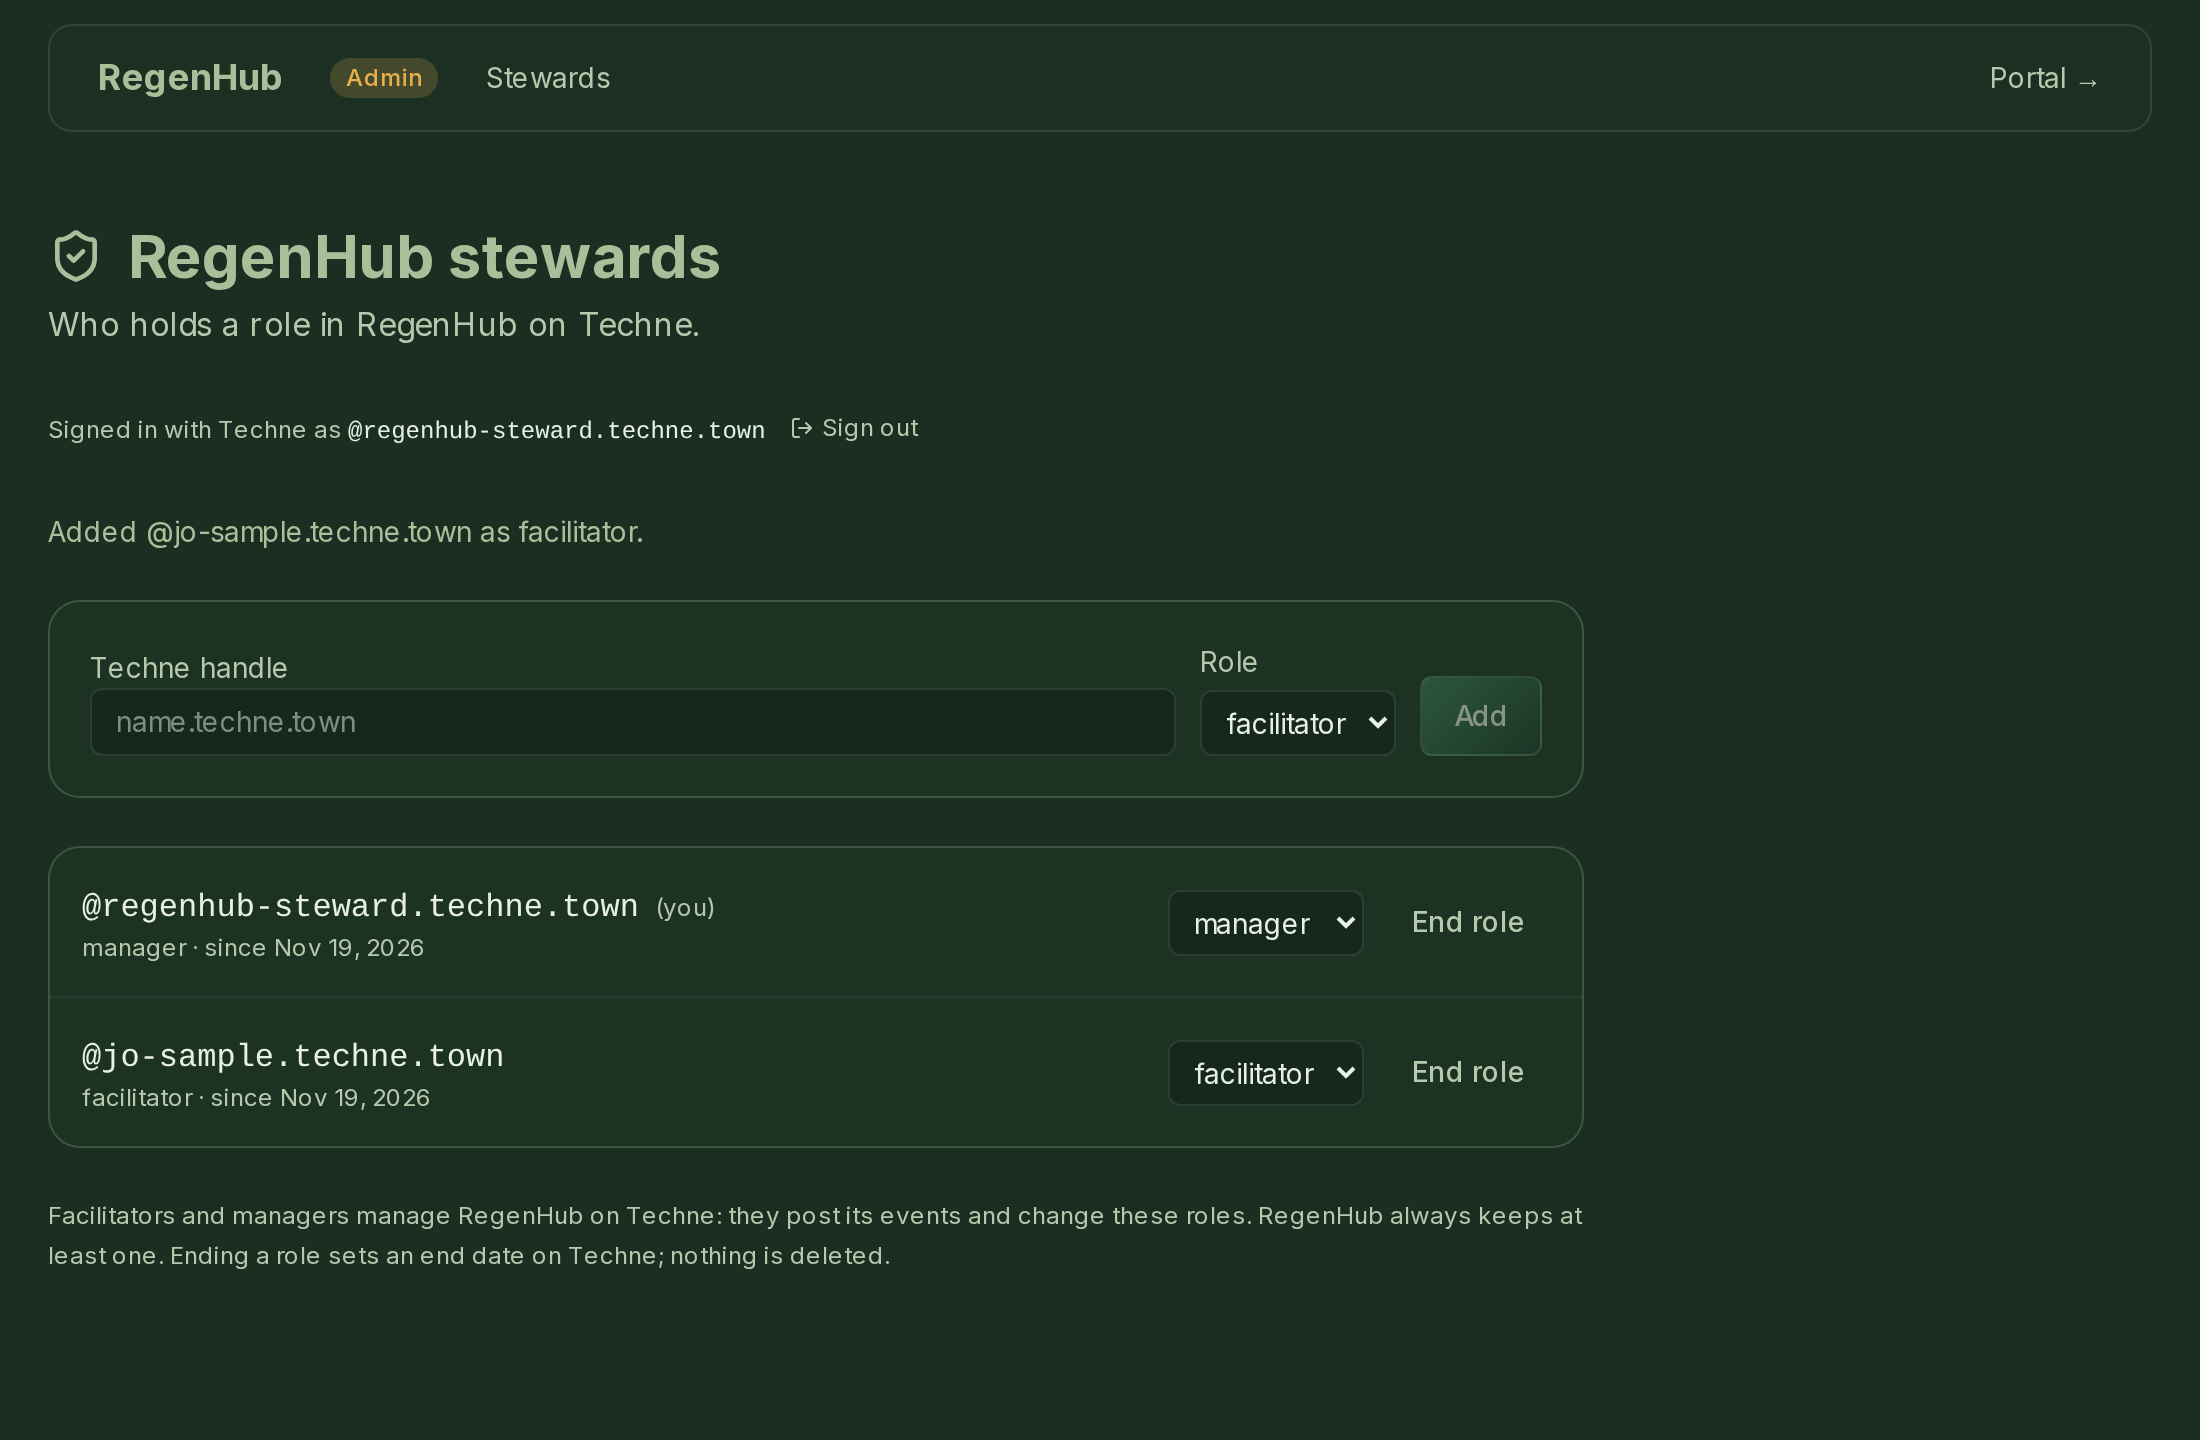 RegenHub Admin Stewards Portal →
RegenHub stewards
Who holds a role in RegenHub on Techne.
Signed in with Techne as @regenhub-steward.techne.town Sign out
Added @jo-sample.techne.town as facilitator.
Techne handle Role
name.techne.town facilitator Add
@regenhub-steward.techne.town (you) manager End role
manager · since Nov 19, 2026
@jo-sample.techne.town facilitator End role
facilitator · since Nov 19, 2026
Facilitators and managers manage RegenHub on Techne: they post its events and change these roles. RegenHub always keeps at
least one. Ending a role sets an end date on Techne; nothing is deleted.